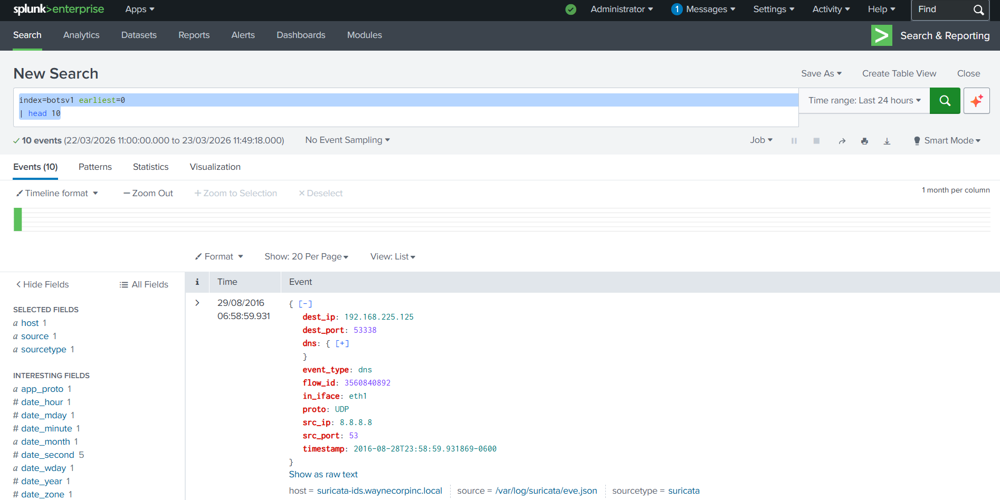 splunk>enterprise Apps Administrator 1 Messages Settings Activity Help Find
Search Analytics Datasets Reports Alerts Dashboards Modules > Search & Reporting
New Search Save As Create Table View Close
index=botsv1 earliest=0 Time range: Last 24 hours
| head 10
10 events (22/03/2026 11:00:00.000 to 23/03/2026 11:49:18.000) No Event Sampling Job Smart Mode
Events (10) Patterns Statistics Visualization
Timeline format — Zoom Out + Zoom to Selection × Deselect 1 month per column
Format Show: 20 Per Page View: List
< Hide Fields All Fields i Time Event
SELECTED FIELDS
a host 1
a source 1
a sourcetype 1
INTERESTING FIELDS
a app_proto 1
# date_hour 1
# date_mday 1
# date_minute 1
a date_month 1
# date_second 5
a date_wday 1
# date_year 1
# date_zone 1
> 29/08/2016
06:58:59.931
{ [-]
dest_ip: 192.168.225.125
dest_port: 53338
dns: { [+]
}
event_type: dns
flow_id: 3560840892
in_iface: eth1
proto: UDP
src_ip: 8.8.8.8
src_port: 53
timestamp: 2016-08-28T23:58:59.931869-0600
}
Show as raw text
host = suricata-ids.waynecorpinc.local source = /var/log/suricata/eve.json sourcetype = suricata